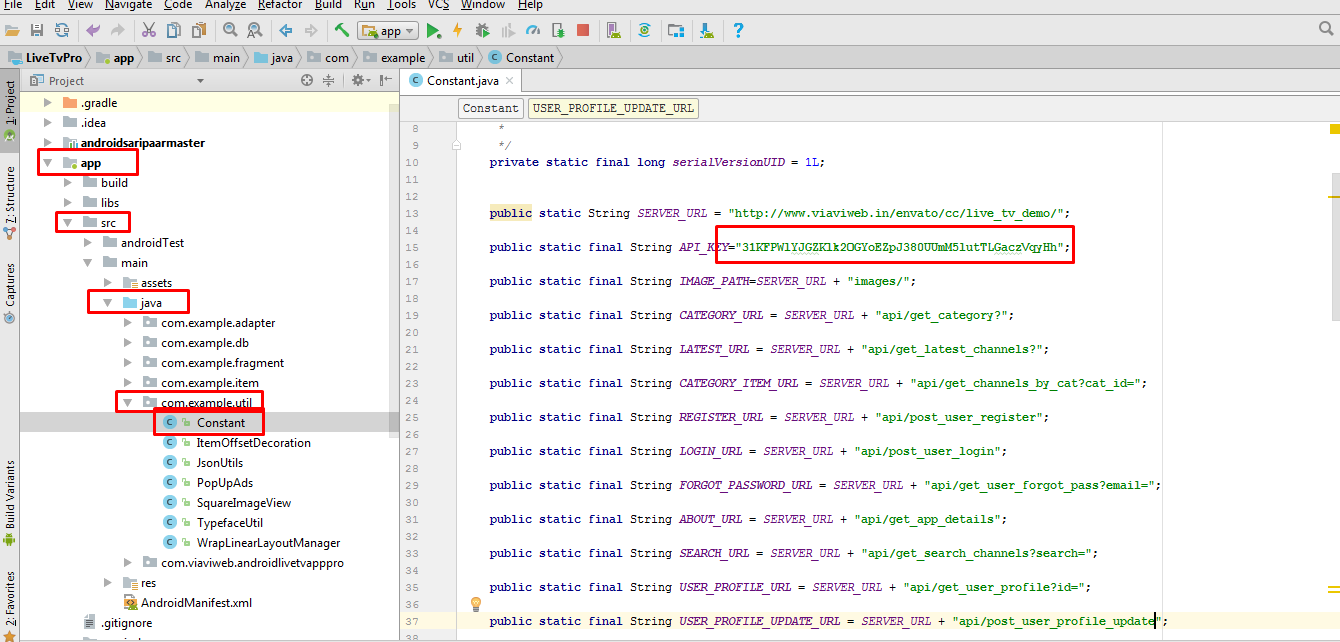 File Edit View Navigate Code Analyze Refactor Build Run Tools VCS Window Help
app
LiveTvPro app src main java com example util Constant
1: Project
7: Structure
Captures
Build Variants
2: Favorites
Project
.gradle
.idea
androidsaripaarmaster
app
build
libs
src
androidTest
main
assets
java
com.example.adapter
com.example.db
com.example.fragment
com.example.item
com.example.util
Constant
ItemOffsetDecoration
JsonUtils
PopUpAds
SquareImageView
TypefaceUtil
WrapLinearLayoutManager
com.viaviweb.androidlivetvapppro
res
AndroidManifest.xml
.gitignore
Constant.java
Constant USER_PROFILE_UPDATE_URL
8 *
9 */
10 private static final long serialVersionUID = 1L;
11
12
13 public static String SERVER_URL = "http://www.viaviweb.in/envato/cc/live_tv_demo/";
14
15 public static final String API_KEY=
16
17 public static final String IMAGE_PATH=SERVER_URL + "images/";
18
19 public static final String CATEGORY_URL = SERVER_URL + "api/get_category?";
20
21 public static final String LATEST_URL = SERVER_URL + "api/get_latest_channels?";
22
23 public static final String CATEGORY_ITEM_URL = SERVER_URL + "api/get_channels_by_cat?cat_id=";
24
25 public static final String REGISTER_URL = SERVER_URL + "api/post_user_register";
26
27 public static final String LOGIN_URL = SERVER_URL + "api/post_user_login";
28
29 public static final String FORGOT_PASSWORD_URL = SERVER_URL + "api/get_user_forgot_pass?email=";
30
31 public static final String ABOUT_URL = SERVER_URL + "api/get_app_details";
32
33 public static final String SEARCH_URL = SERVER_URL + "api/get_search_channels?search=";
34
35 public static final String USER_PROFILE_URL = SERVER_URL + "api/get_user_profile?id=";
36
37 public static final String USER_PROFILE_UPDATE_URL = SERVER_URL + "api/post_user_profile_update";
38